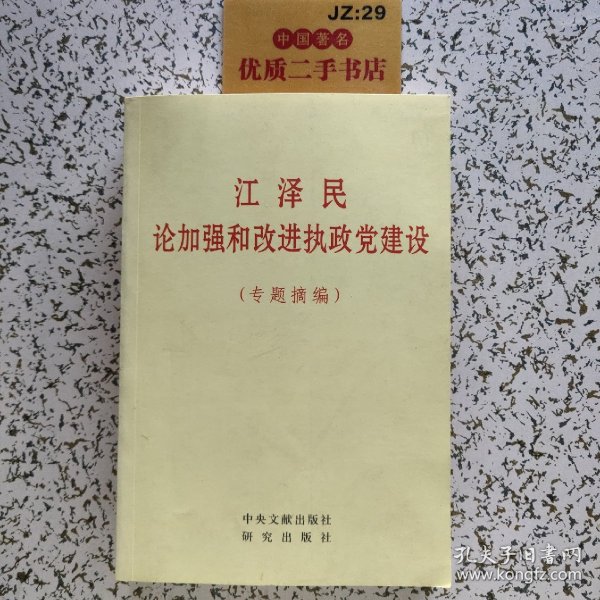 JZ:29
中国著名
优质二手书店
江泽民
论加强和改进执政党建设
(专题摘编)
中央文献出版社
研究出版社
孔夫子旧书网
www.kongfz.com